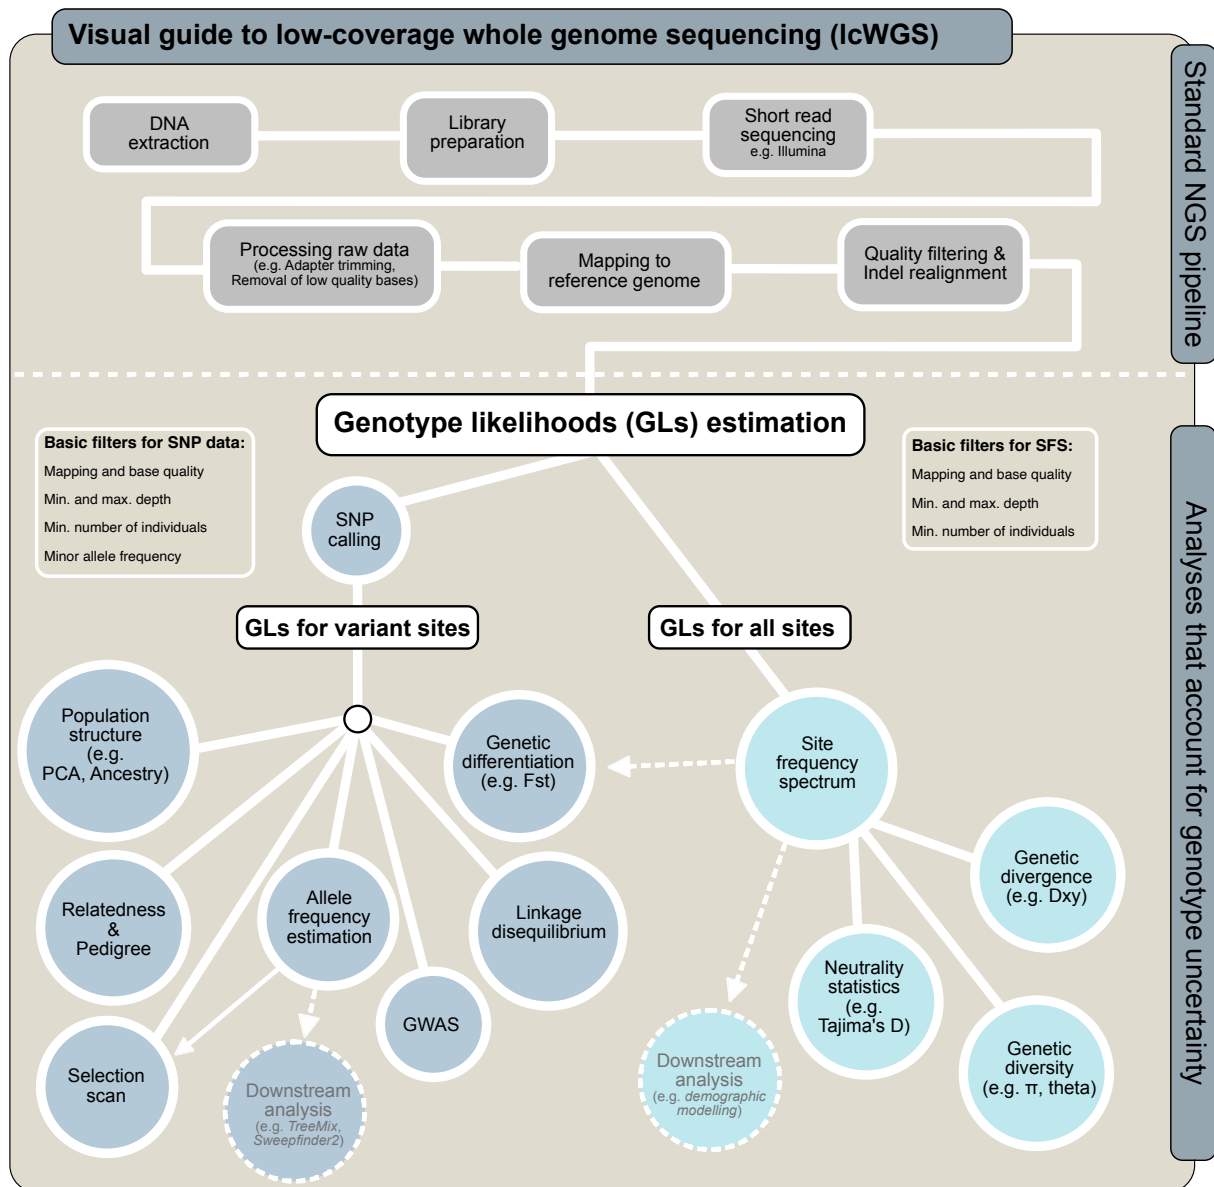 Visual guide to low-coverage whole genome sequencing (lcWGS)
Standard NGS pipeline
DNA
extraction
Library
preparation
Short read
sequencing
e.g. Illumina
Processing raw data
(e.g. Adapter trimming,
Removal of low quality bases)
Mapping to
reference genome
Quality filtering &
Indel realignment
Genotype likelihoods (GLs) estimation
Analyses that account for genotype uncertainty
Basic filters for SNP data:
Mapping and base quality
Min. and max. depth
Min. number of individuals
Minor allele frequency
Basic filters for SFS:
Mapping and base quality
Min. and max. depth
Min. number of individuals
SNP
calling
GLs for variant sites
GLs for all sites
Population
structure
(e.g.
PCA, Ancestry)
Genetic
differentiation
(e.g. Fst)
Site
frequency
spectrum
Relatedness
&
Pedigree
Allele
frequency
estimation
Linkage
disequilibrium
Genetic
divergence
(e.g. Dxy)
Neutrality
statistics
(e.g.
Tajima's D)
GWAS
Selection
scan
Downstream
analysis
(e.g. TreeMix,
Sweepfinder2)
Downstream
analysis
(e.g. demographic
modelling)
Genetic
diversity
(e.g. π, theta)